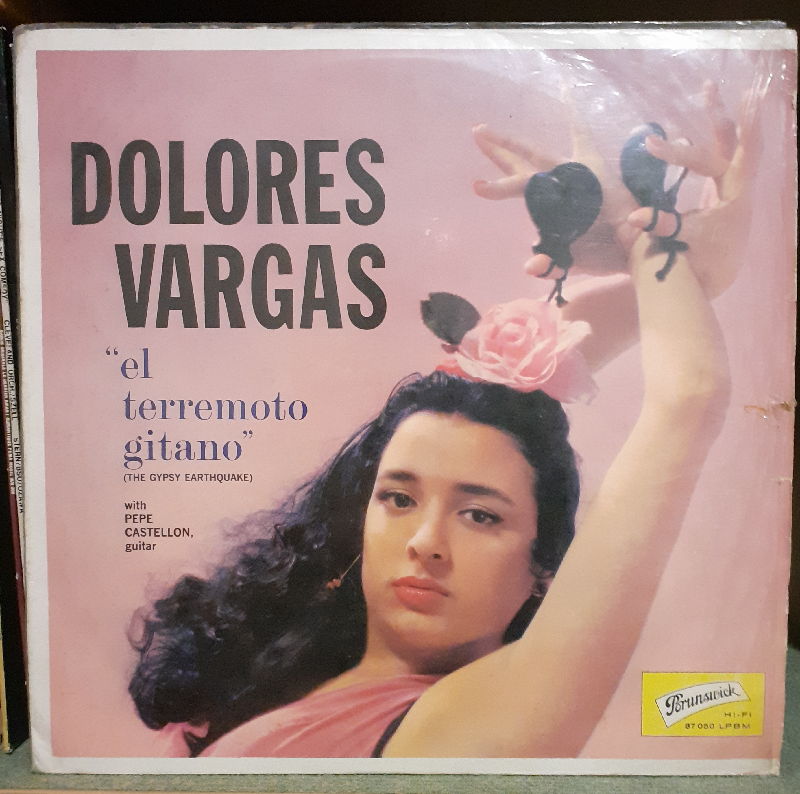 DOLORES
VARGAS
“el
terremoto
gitano”
(THE GYPSY EARTHQUAKE)
with
PEPE
CASTELLON,
guitar
Brunswick
HI-FI
87050 LPBM